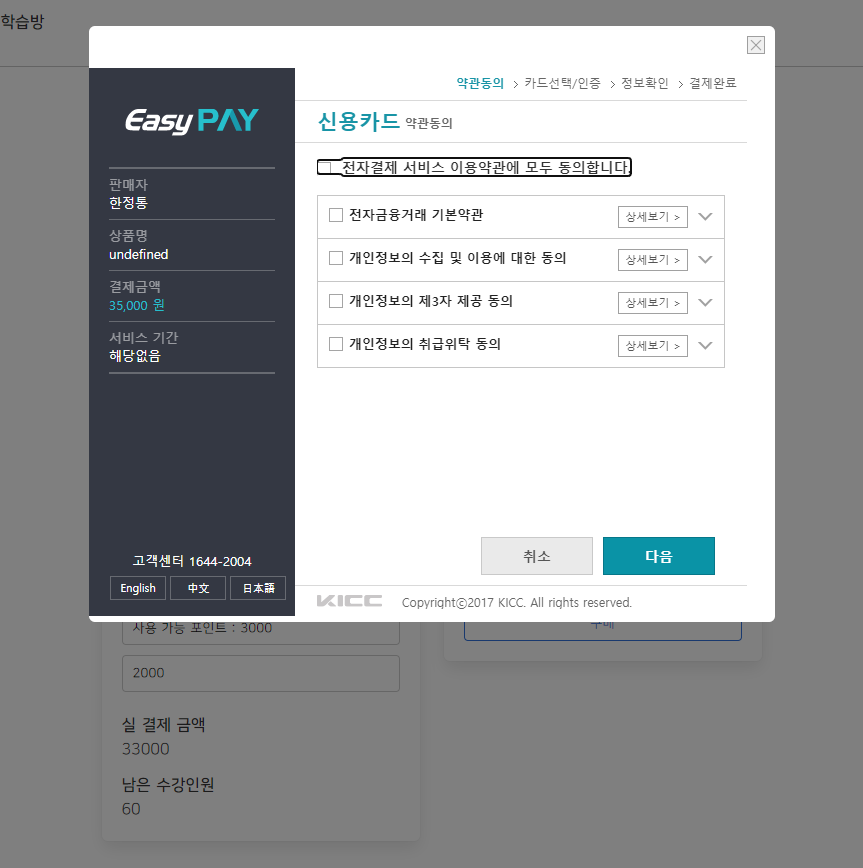 학습방
약관동의 > 카드선택/인증 > 정보확인 > 결제완료
Easy PAY
신용카드 약관동의
판매자
한정통
상품명
undefined
결제금액
35,000 원
서비스 기간
해당없음
전자결제 서비스 이용약관에 모두 동의합니다.
전자금융거래 기본약관 상세보기 >
개인정보의 수집 및 이용에 대한 동의 상세보기 >
개인정보의 제3자 제공 동의 상세보기 >
개인정보의 취급위탁 동의 상세보기 >
취소 다음
고객센터 1644-2004
English 中文 日本語
KICC Copyrightⓒ2017 KICC. All rights reserved.
사용 가능 포인트 : 3000
구매
2000
실 결제 금액
33000
남은 수강인원
60